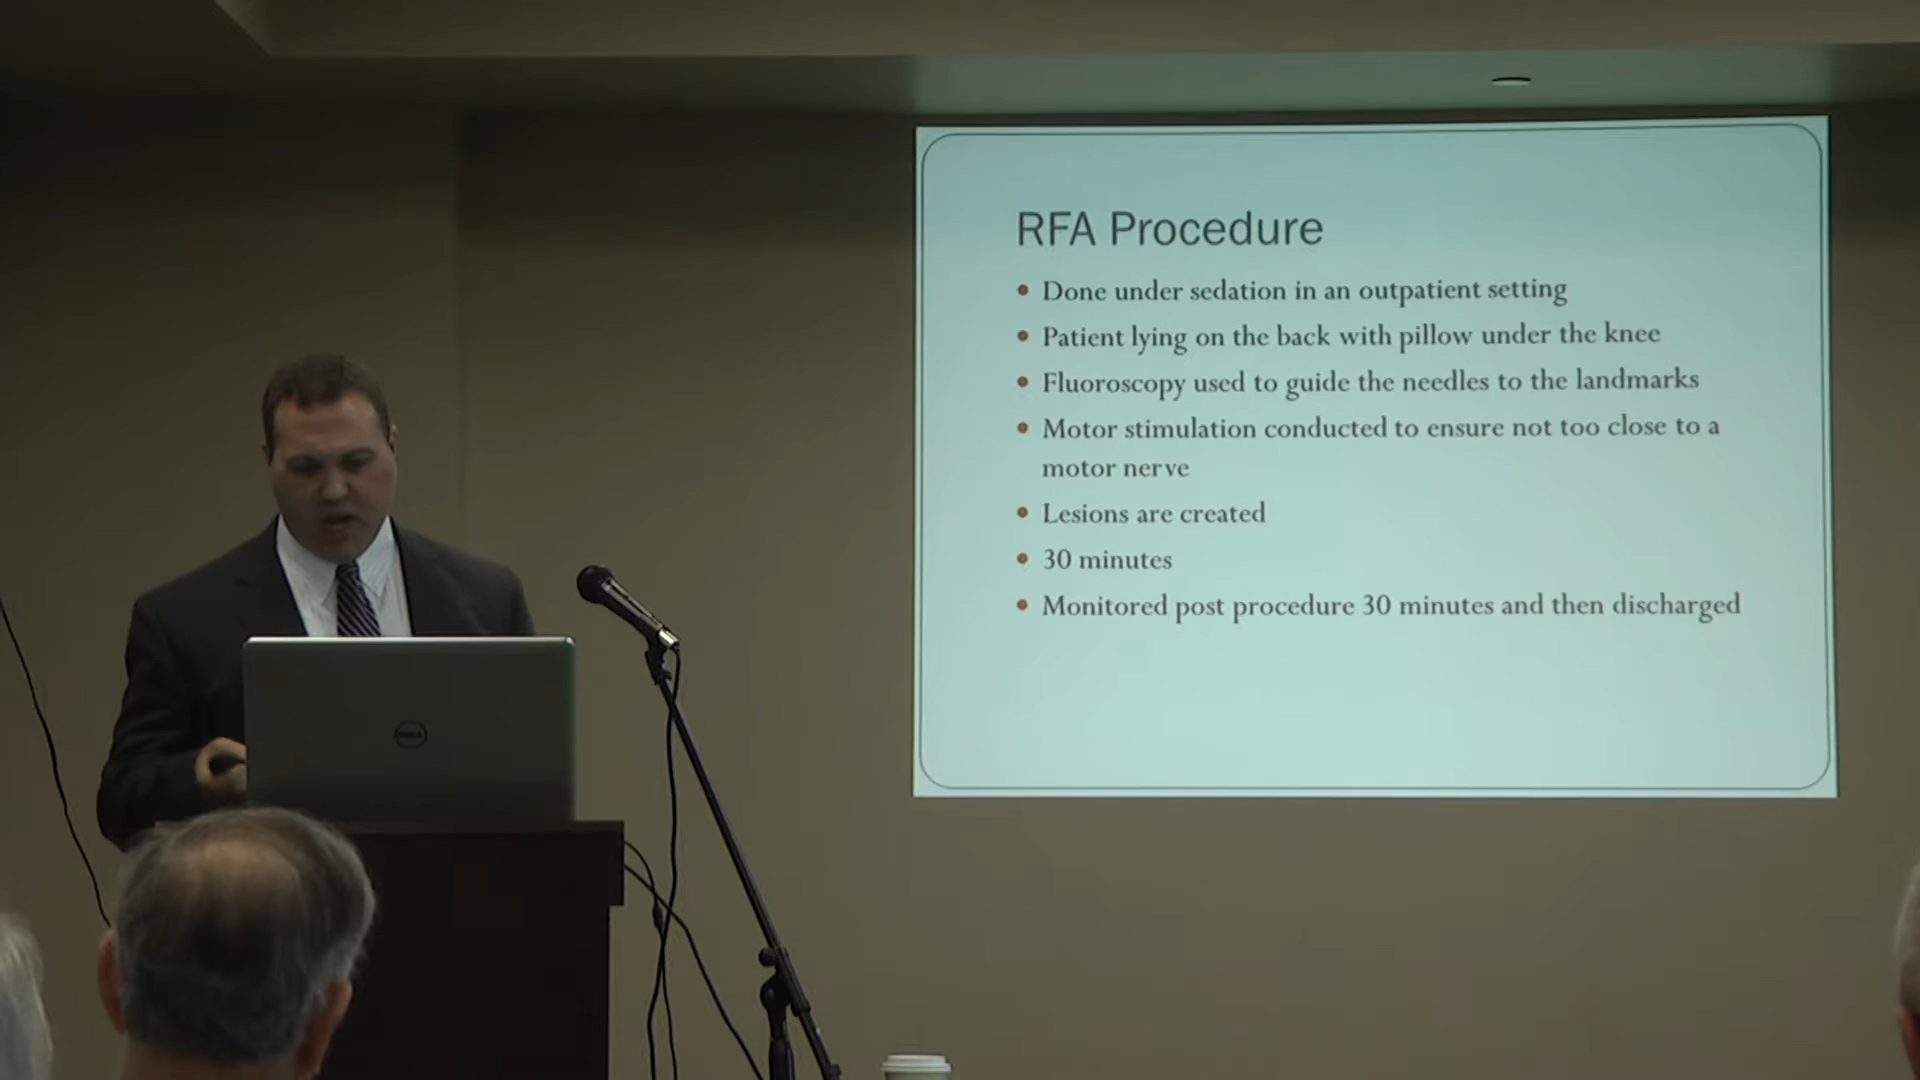 RFA Procedure
• Done under sedation in an outpatient setting
• Patient lying on the back with pillow under the knee
• Fluoroscopy used to guide the needles to the landmarks
• Motor stimulation conducted to ensure not too close to a
motor nerve
• Lesions are created
• 30 minutes
• Monitored post procedure 30 minutes and then discharged
DELL